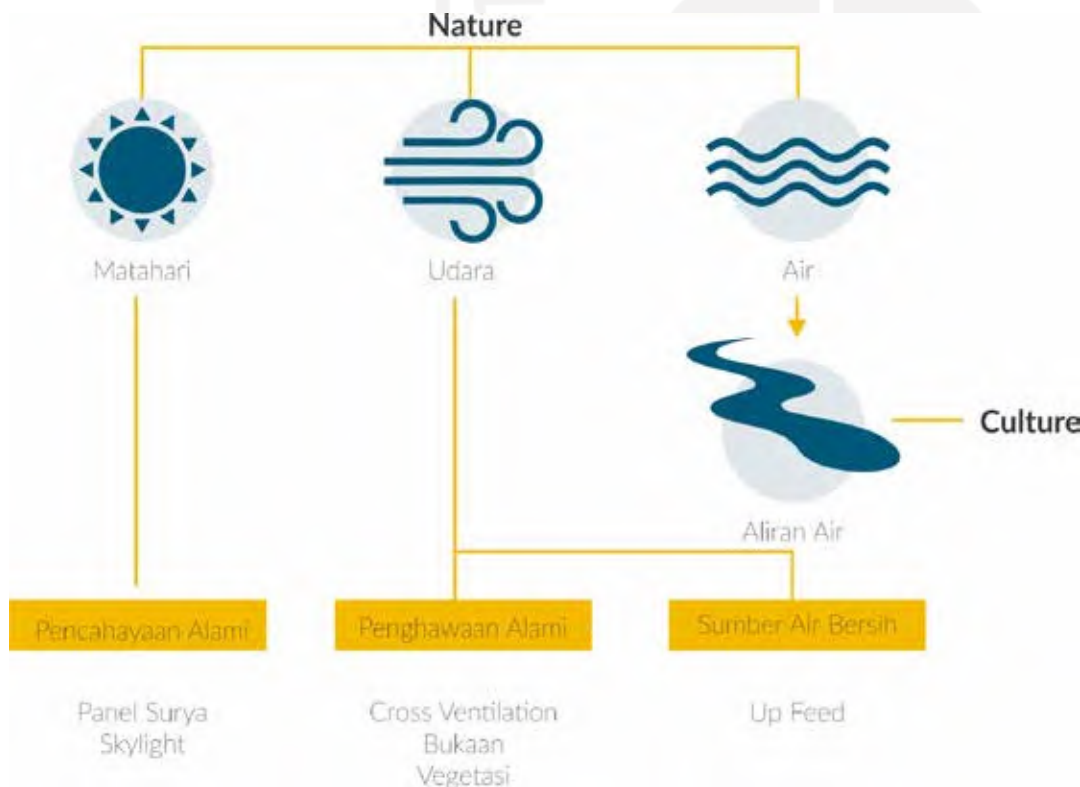 Nature
Matahari
Udara
Air
Culture
Aliran Air
Pencahayaan Alami
Penghawaan Alami
Sumber Air Bersih
Panel Surya
Skylight
Cross Ventilation
Bukaan
Vegetasi
Up Feed